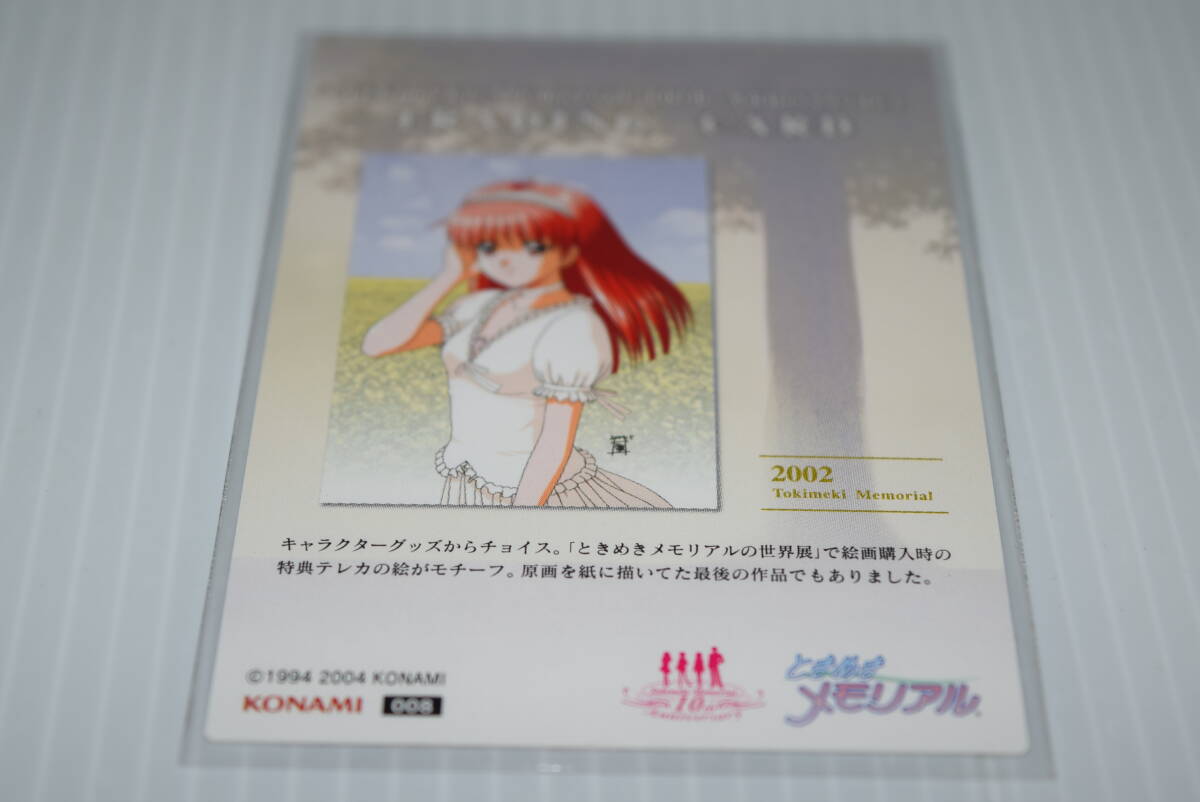 TRADING CARD
2002
Tokimeki Memorial
キャラクターグッズからチョイス。「ときめきメモリアルの世界展」で絵画購入時の
特典テレカの絵がモチーフ。原画を紙に描いてた最後の作品でもありました。
©1994 2004 KONAMI
KONAMI 008
10th
ANNIVERSARY
ときめき
メモリアル